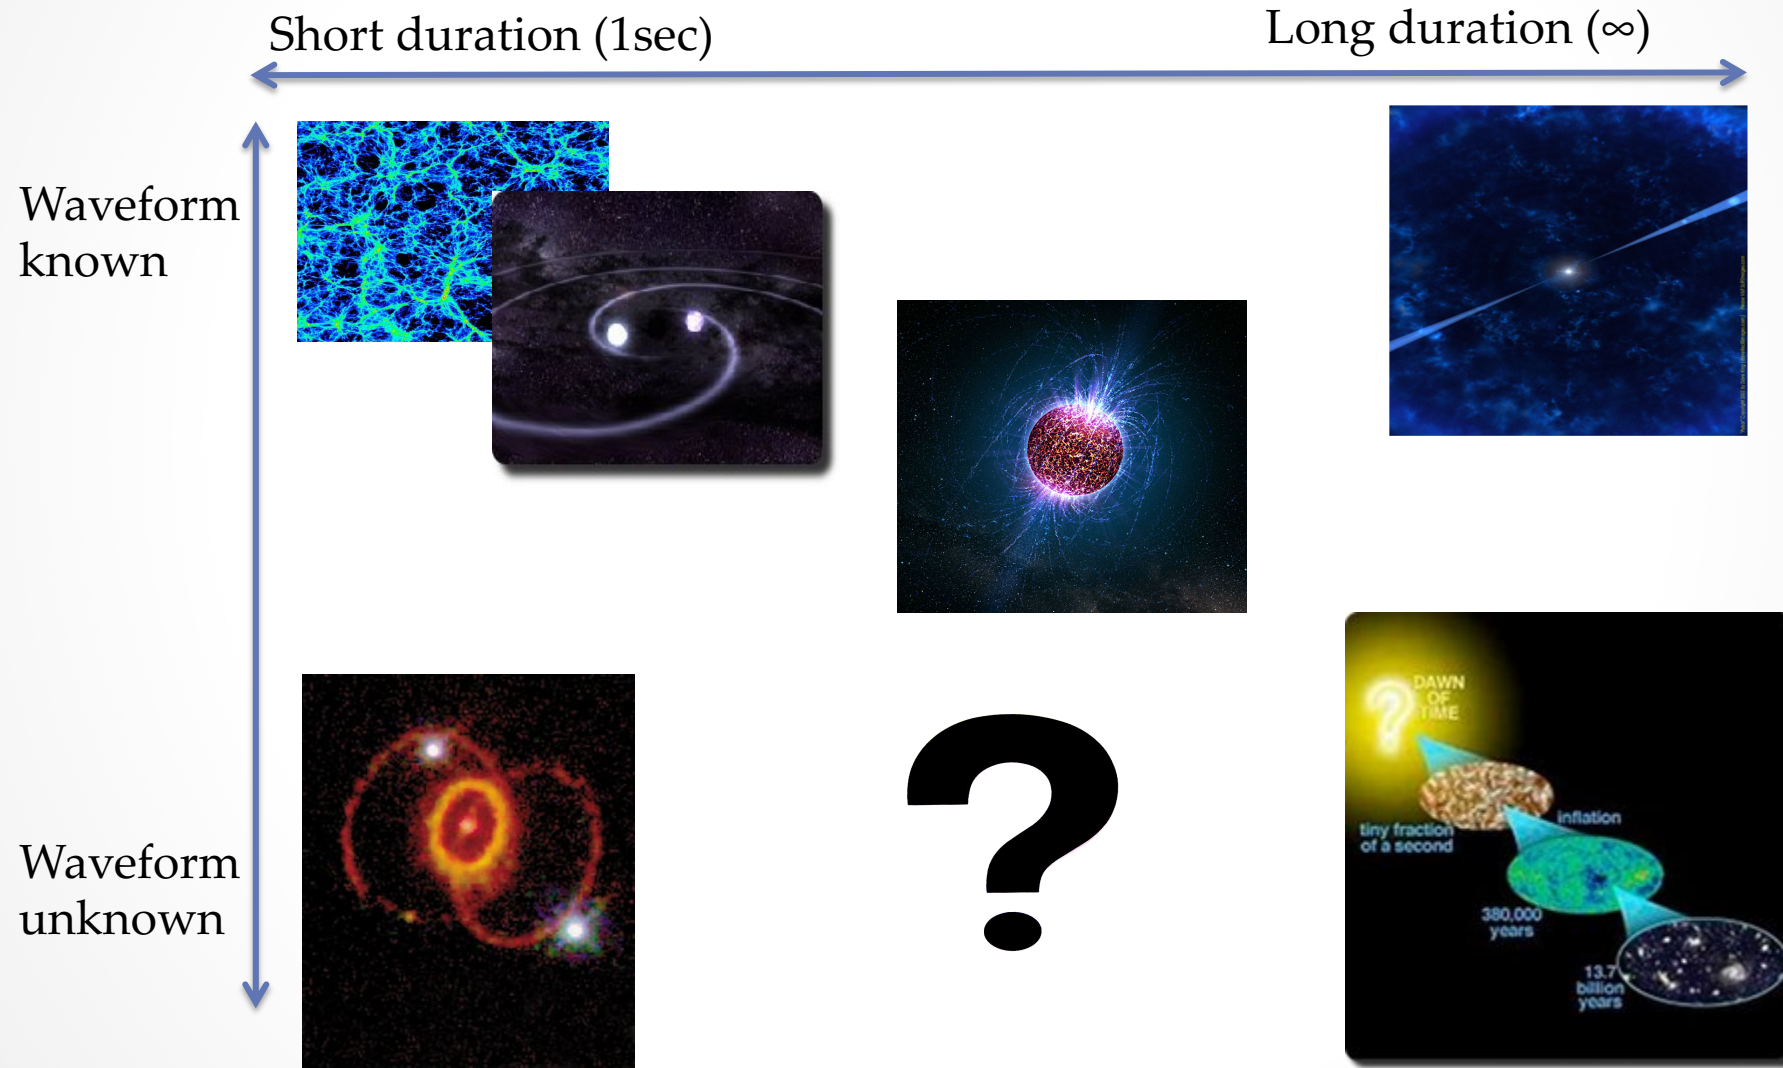 Short duration (1sec)
Long duration (∞)
Waveform
known
DAWN
OF
TIME
tiny fraction
of a second
inflation
380,000
years
13.7
billion
years
Waveform
unknown
?